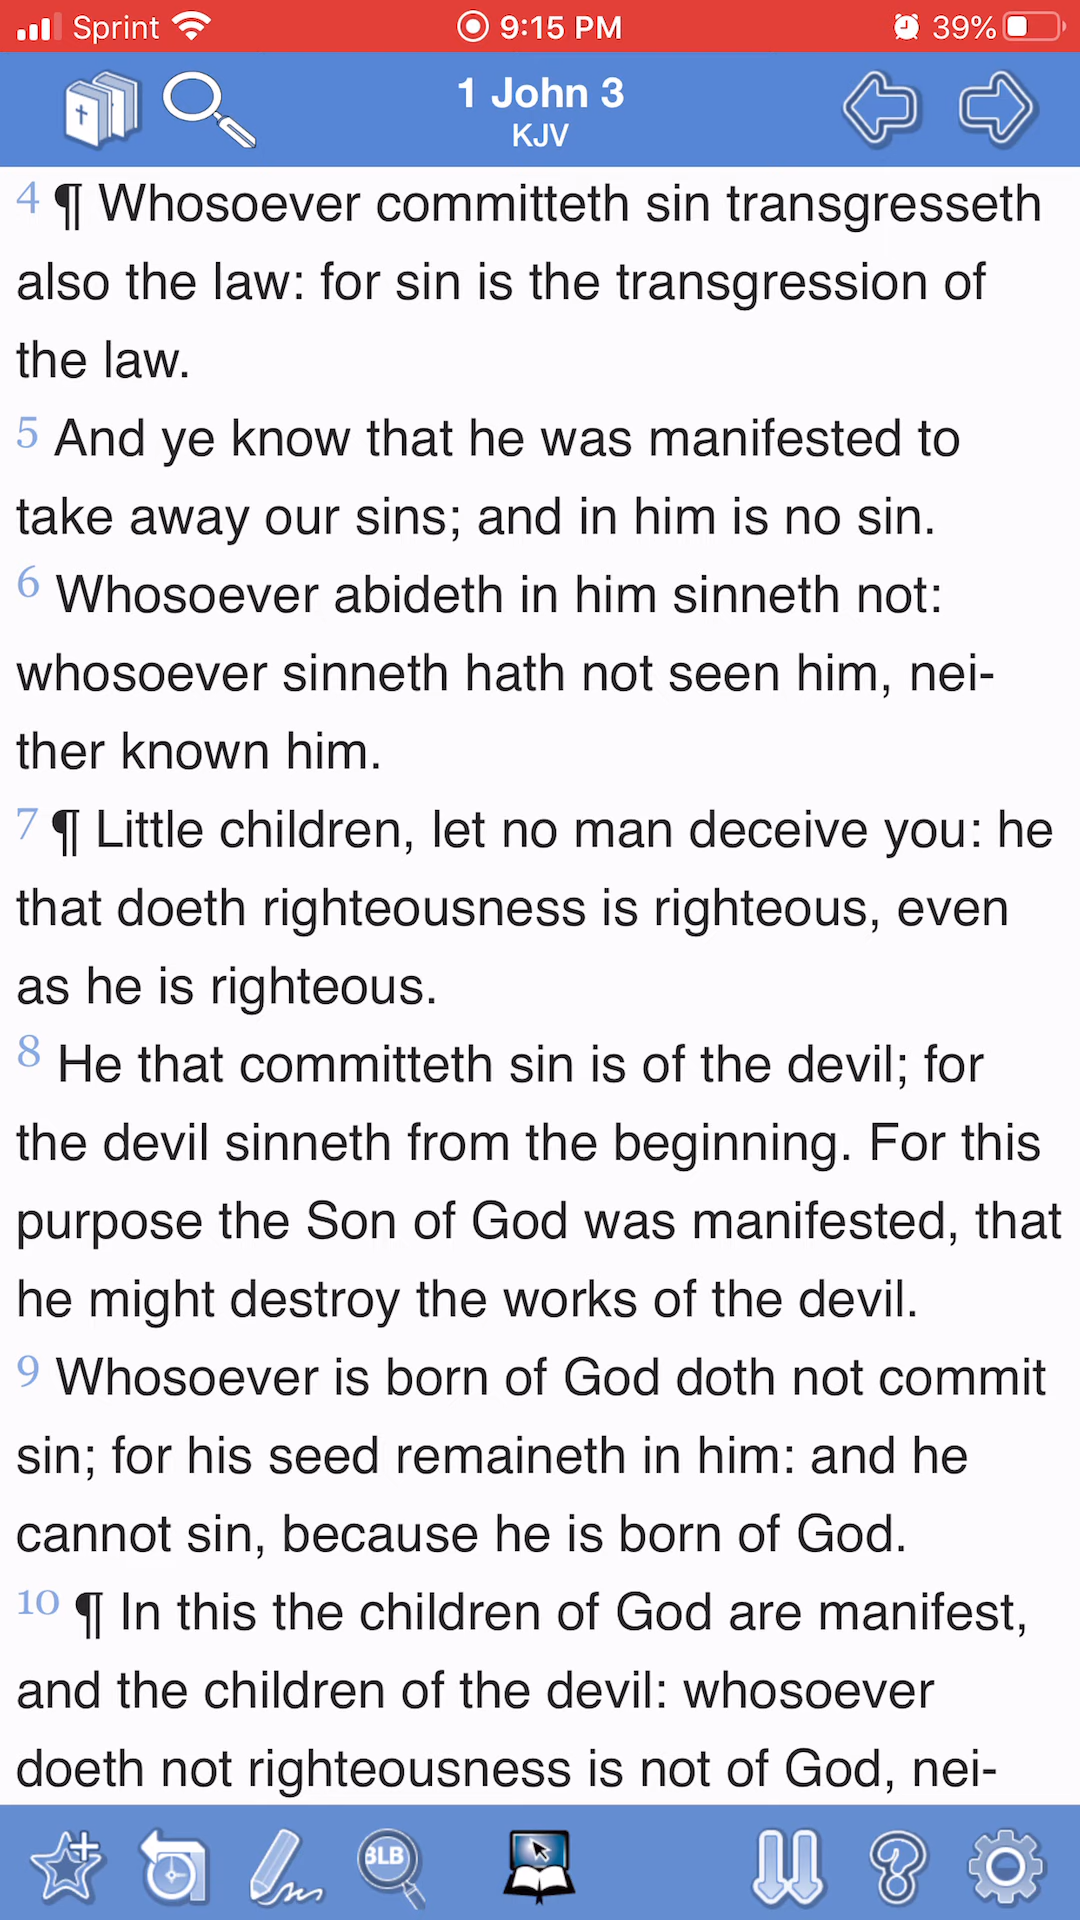 Sprint 9:15 PM 39%
1 John 3
KJV
4 ¶ Whosoever committeth sin transgresseth
also the law: for sin is the transgression of
the law.
5 And ye know that he was manifested to
take away our sins; and in him is no sin.
6 Whosoever abideth in him sinneth not:
whosoever sinneth hath not seen him, nei-
ther known him.
7 ¶ Little children, let no man deceive you: he
that doeth righteousness is righteous, even
as he is righteous.
8 He that committeth sin is of the devil; for
the devil sinneth from the beginning. For this
purpose the Son of God was manifested, that
he might destroy the works of the devil.
9 Whosoever is born of God doth not commit
sin; for his seed remaineth in him: and he
cannot sin, because he is born of God.
10 ¶ In this the children of God are manifest,
and the children of the devil: whosoever
doeth not righteousness is not of God, nei-
BLB